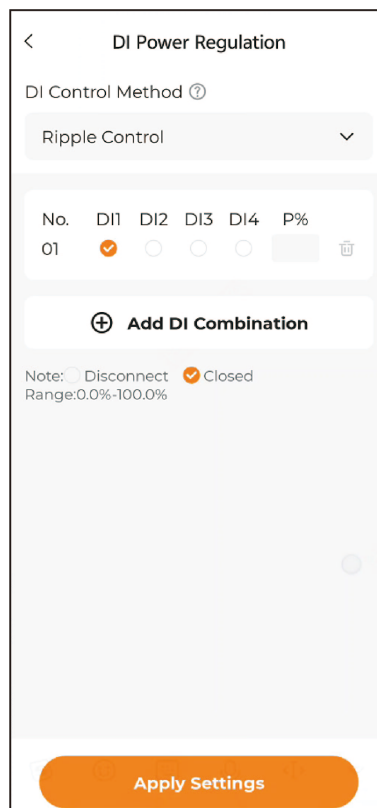 DI Power Regulation
DI Control Method
Ripple Control
No. DI1 DI2 DI3 DI4 P%
01
Add DI Combination
Note: Disconnect Closed
Range:0.0%-100.0%
Apply Settings